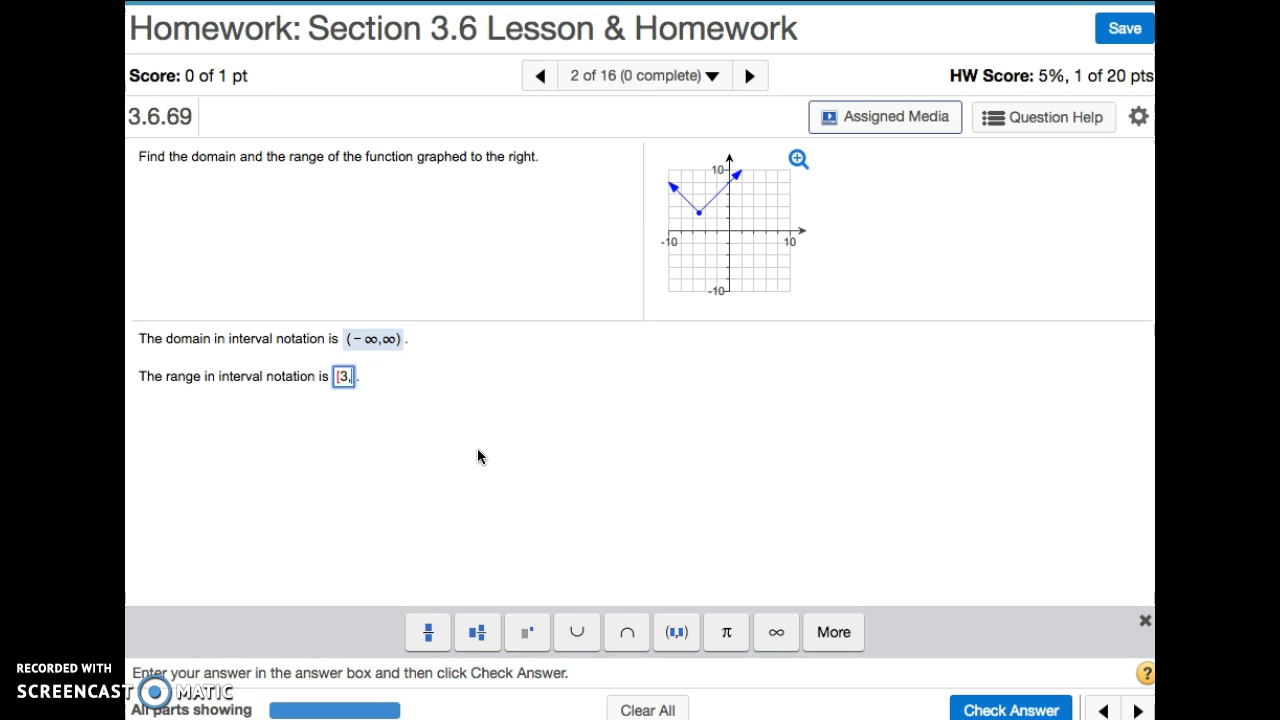 Homework: Section 3.6 Lesson & Homework
Save
Score: 0 of 1 pt
2 of 16 (0 complete)
HW Score: 5%, 1 of 20 pts
3.6.69
Assigned Media
Question Help
Find the domain and the range of the function graphed to the right.
10
-10
10
-10
The domain in interval notation is (-∞,∞).
The range in interval notation is [3,.
∪
∩
(▮,▮)
π
∞
More
Enter your answer in the answer box and then click Check Answer.
?
RECORDED WITH
SCREENCAST MATIC
All parts showing
Clear All
Check Answer